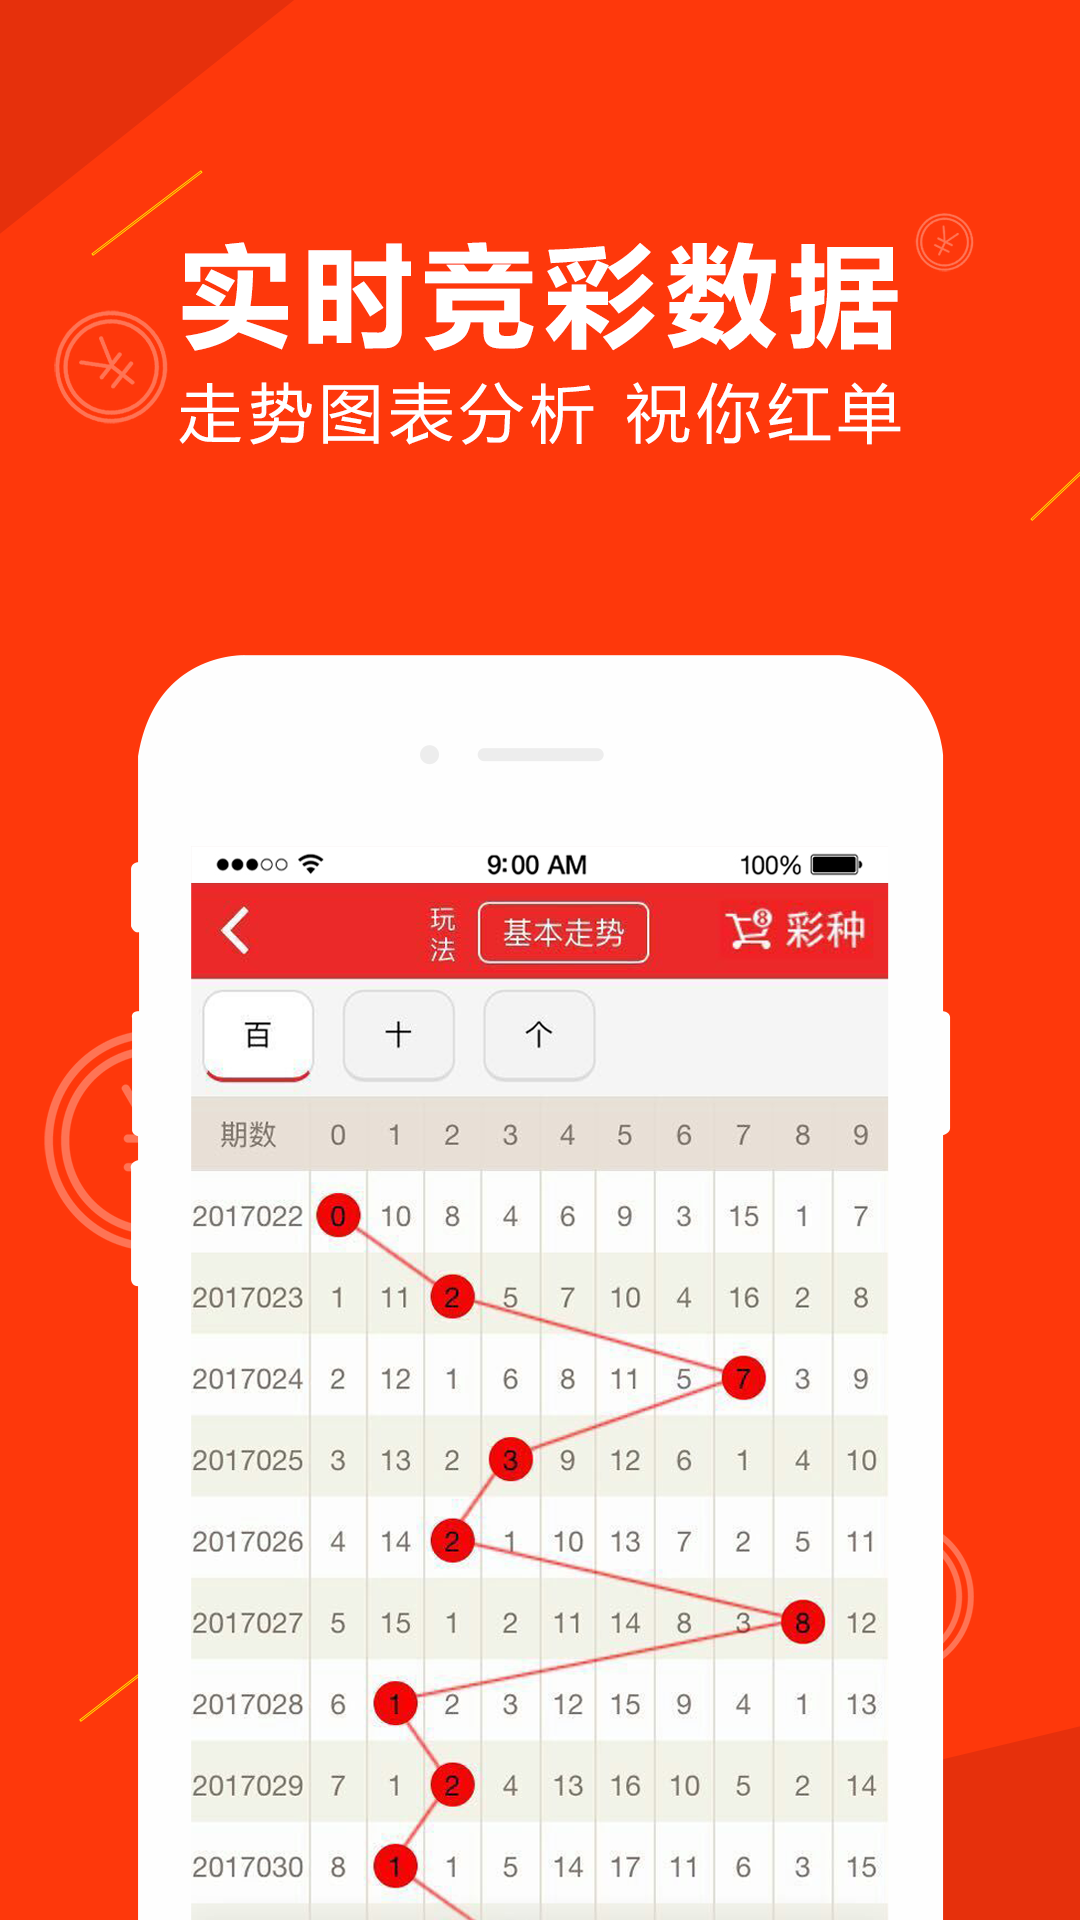 实时竞彩数据
走势图表分析 祝你红单
9:00 AM 100%
玩法 基本走势 8 彩种
百 十 个
期数 0 1 2 3 4 5 6 7 8 9
2017022 0 10 8 4 6 9 3 15 1 7
2017023 1 11 2 5 7 10 4 16 2 8
2017024 2 12 1 6 8 11 5 7 3 9
2017025 3 13 2 3 9 12 6 1 4 10
2017026 4 14 2 1 10 13 7 2 5 11
2017027 5 15 1 2 11 14 8 3 8 12
2017028 6 1 2 3 12 15 9 4 1 13
2017029 7 1 2 4 13 16 10 5 2 14
2017030 8 1 1 5 14 17 11 6 3 15